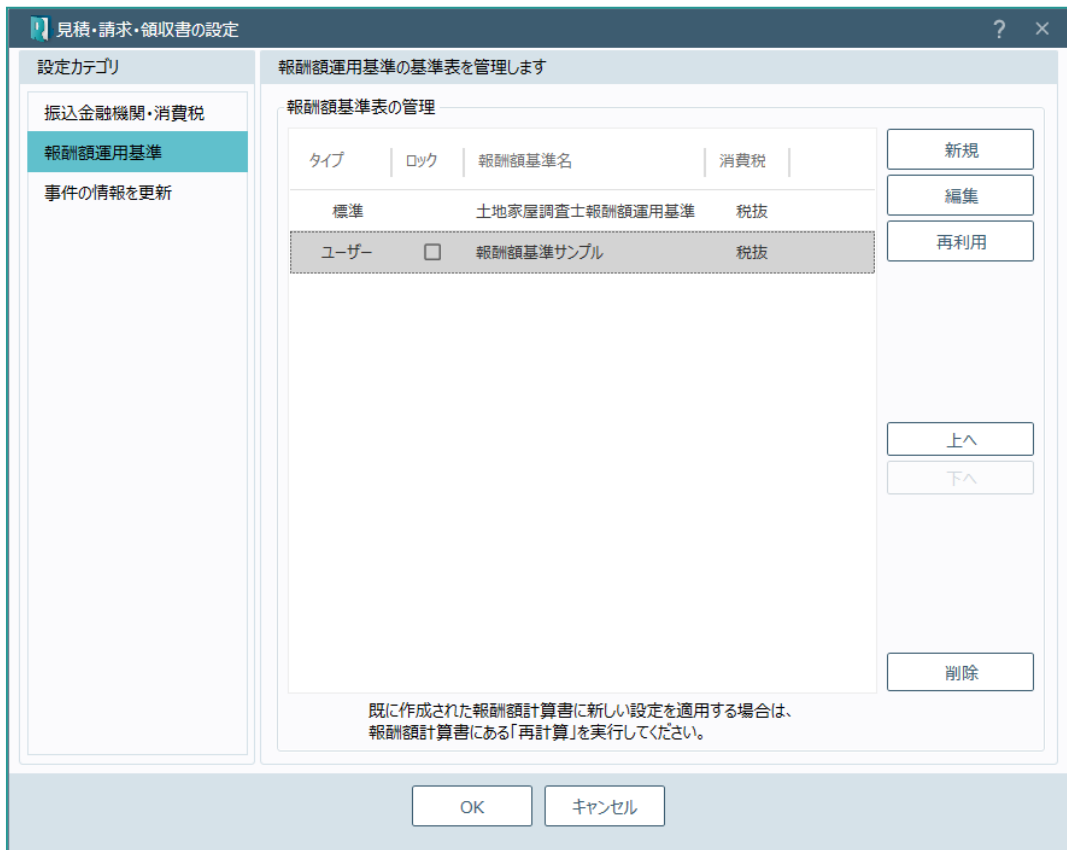 見積・請求・領収書の設定
? ×
設定カテゴリ
報酬額運用基準の基準表を管理します
振込金融機関・消費税
報酬額運用基準
事件の情報を更新
報酬額基準表の管理
タイプ ロック 報酬額基準名 消費税
標準 土地家屋調査士報酬額運用基準 税抜
ユーザー 報酬額基準サンプル 税抜
新規
編集
再利用
上へ
下へ
削除
既に作成された報酬額計算書に新しい設定を適用する場合は、
報酬額計算書にある「再計算」を実行してください。
OK キャンセル